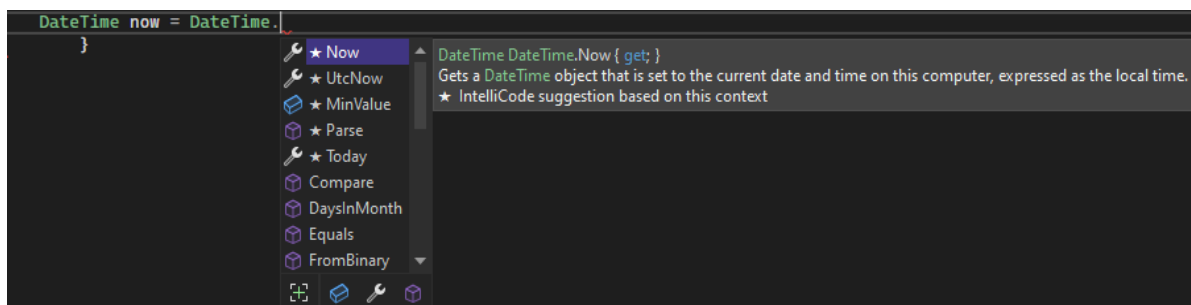 DateTime now = DateTime.
}
★ Now
★ UtcNow
★ MinValue
★ Parse
★ Today
Compare
DaysInMonth
Equals
FromBinary
DateTime DateTime.Now { get; }
Gets a DateTime object that is set to the current date and time on this computer, expressed as the local time.
★ IntelliCode suggestion based on this context